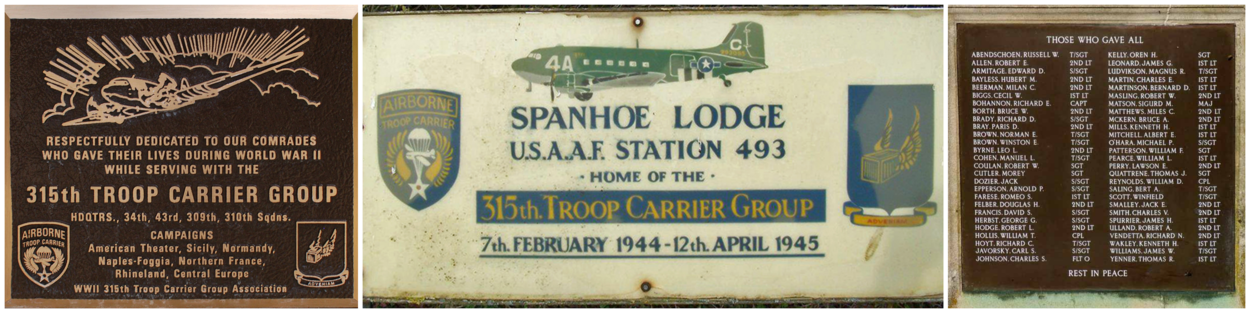 RESPECTFULLY DEDICATED TO OUR COMRADES
WHO GAVE THEIR LIVES DURING WORLD WAR II
WHILE SERVING WITH THE
315th TROOP CARRIER GROUP
HDQTRS., 34th, 43rd, 309th, 310th Sqdns.
CAMPAIGNS
American Theater, Sicily, Normandy,
Naples-Foggia, Northern France,
Rhineland, Central Europe
WWII 315th Troop Carrier Group Association
AIRBORNE
TROOP CARRIER
ADVENIAM
4A
C
SPANHOE LODGE
U.S.A.A.F. STATION 493
· HOME OF THE ·
315th. TROOP CARRIER GROUP
7th. FEBRUARY 1944 - 12th. APRIL 1945
AIRBORNE
TROOP CARRIER
ADVENIAM
THOSE WHO GAVE ALL
ABENDSCHOEN, RUSSELL W. T/SGT
ALLEN, ROBERT E. 2ND LT
ARMITAGE, EDWARD D. S/SGT
BAYLESS, HUBERT M. 2ND LT
BEERMAN, MILAN C. 2ND LT
BIGGS, CECIL W. 1ST LT
BOHANNON, RICHARD E. CAPT
BORTH, BRUCE W. 2ND LT
BRADY, RICHARD D. S/SGT
BRAY, PARIS D. 2ND LT
BROWN, NORMAN E. T/SGT
BROWN, WINSTON E. T/SGT
BYRNE, LEO L. 2ND LT
COHEN, MANUEL L. T/SGT
COULAN, ROBERT W. SGT
CUTLER, MOREY SGT
DOZIER, JACK S/SGT
EPPERSON, ARNOLD P. S/SGT
FARESE, ROMEO S. 1ST LT
FELBER, DOUGLAS H. 2ND LT
FRANCIS, DAVID S. S/SGT
HERBST, GEORGE G. S/SGT
HODGE, ROBERT L. 2ND LT
HOLLIS, WILLIAM T. CPL
HOYT, RICHARD C. T/SGT
JAVORSKY, CARL S. S/SGT
JOHNSON, CHARLES S. FLT O
KELLY, OREN H. SGT
LEONARD, JAMES G. 1ST LT
LUDVIKSON, MAGNUS R. T/SGT
MARTIN, CHARLES E. 1ST LT
MARTINSON, BERNARD D. 1ST LT
MASLING, ROBERT W. 2ND LT
MATSON, SIGURD M. MAJ
MATTHEWS, MILES C. 2ND LT
MCKERN, BRUCE A. 2ND LT
MILLS, KENNETH H. 1ST LT
MITCHELL, ALBERT E. 1ST LT
O'HARA, MICHAEL P. S/SGT
PATTERSON, WILLIAM F. SGT
PEARCE, WILLIAM L. 1ST LT
PERRY, LAWSON E. 2ND LT
QUATTRENE, THOMAS J. SGT
REYNOLDS, WILLIAM D. CPL
SALING, BERT A. T/SGT
SCOTT, WINFIELD T/SGT
SMALLEY, JACK E. 2ND LT
SMITH, CHARLES V. 2ND LT
SPURRIER, JAMES H. 1ST LT
ULLAND, ROBERT A. 2ND LT
VENDETTA, RICHARD N. 2ND LT
WAKLEY, KENNETH H. 1ST LT
WILLIAMS, JAMES W. T/SGT
YENNER, THOMAS R. 1ST LT
REST IN PEACE